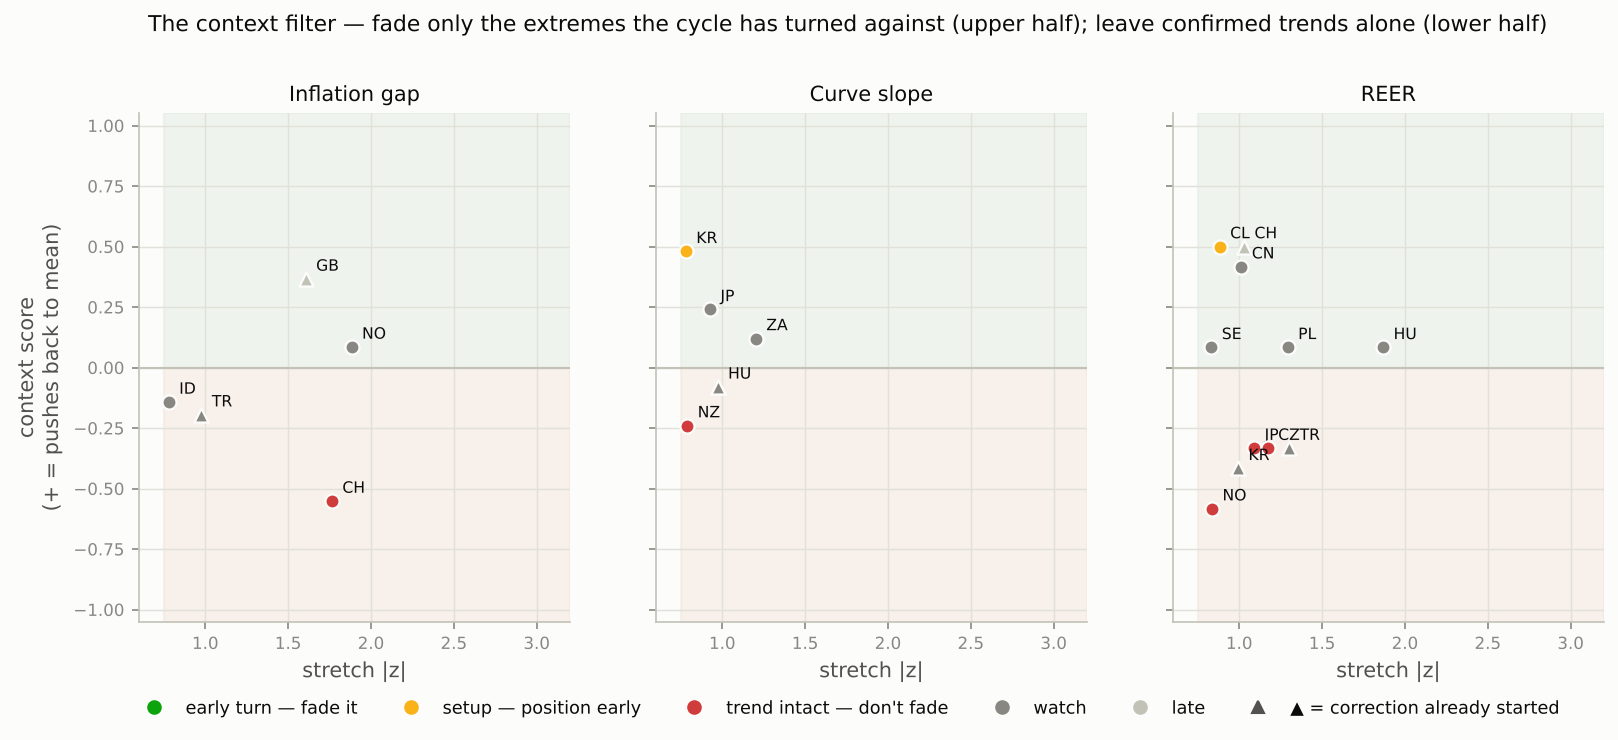 The context filter — fade only the extremes the cycle has turned against (upper half); leave confirmed trends alone (lower half)
Inflation gap
Curve slope
REER
context score
(+ = pushes back to mean)
1.00
0.75
0.50
0.25
0.00
−0.25
−0.50
−0.75
−1.00
GB
NO
ID
TR
CH
KR
JP
ZA
HU
NZ
CL CH
CN
SE
PL
HU
JP CZ TR
KR
NO
1.0 1.5 2.0 2.5 3.0
1.0 1.5 2.0 2.5 3.0
1.0 1.5 2.0 2.5 3.0
stretch |z|
stretch |z|
stretch |z|
early turn — fade it
setup — position early
trend intact — don't fade
watch
late
▲ = correction already started